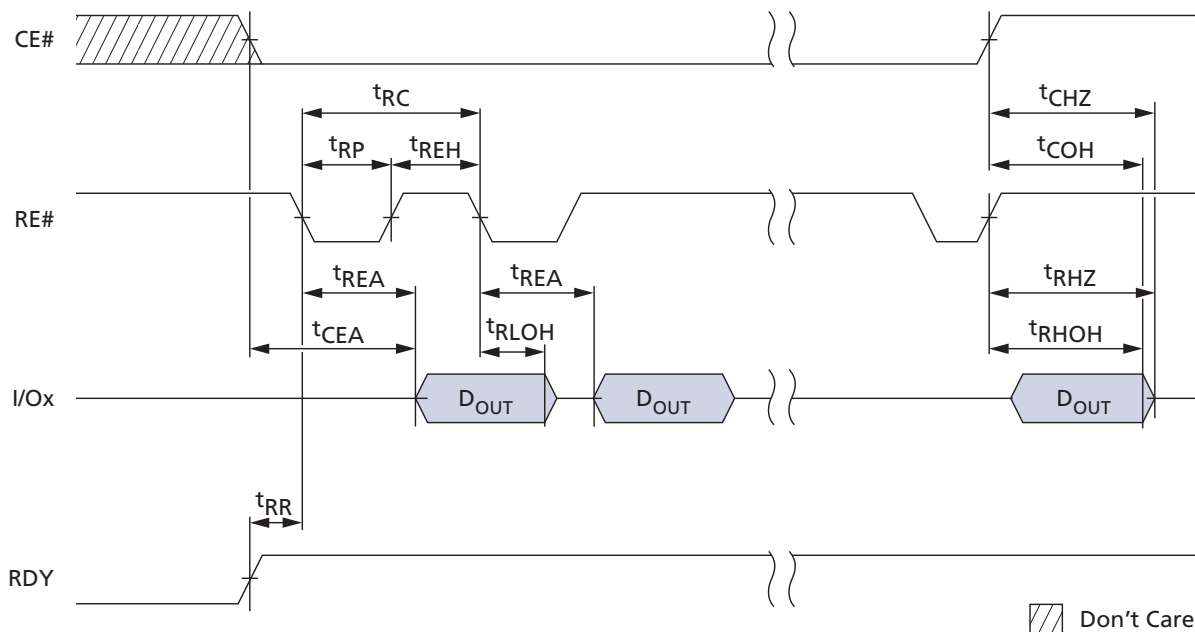 CE#
tRC
tCHZ
tRP
tREH
tCOH
RE#
tREA
tREA
tRHZ
tCEA
tRLOH
tRHOH
I/Ox
DOUT
DOUT
DOUT
tRR
RDY
Don't Care